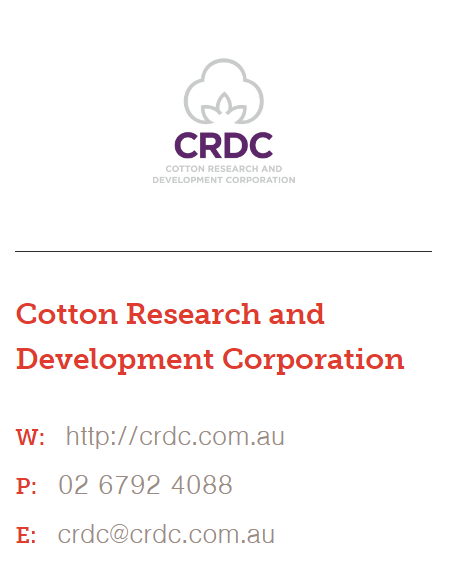 CRDC
COTTON RESEARCH AND
DEVELOPMENT CORPORATION
Cotton Research and
Development Corporation
W: http://crdc.com.au
P: 02 6792 4088
E: crdc@crdc.com.au